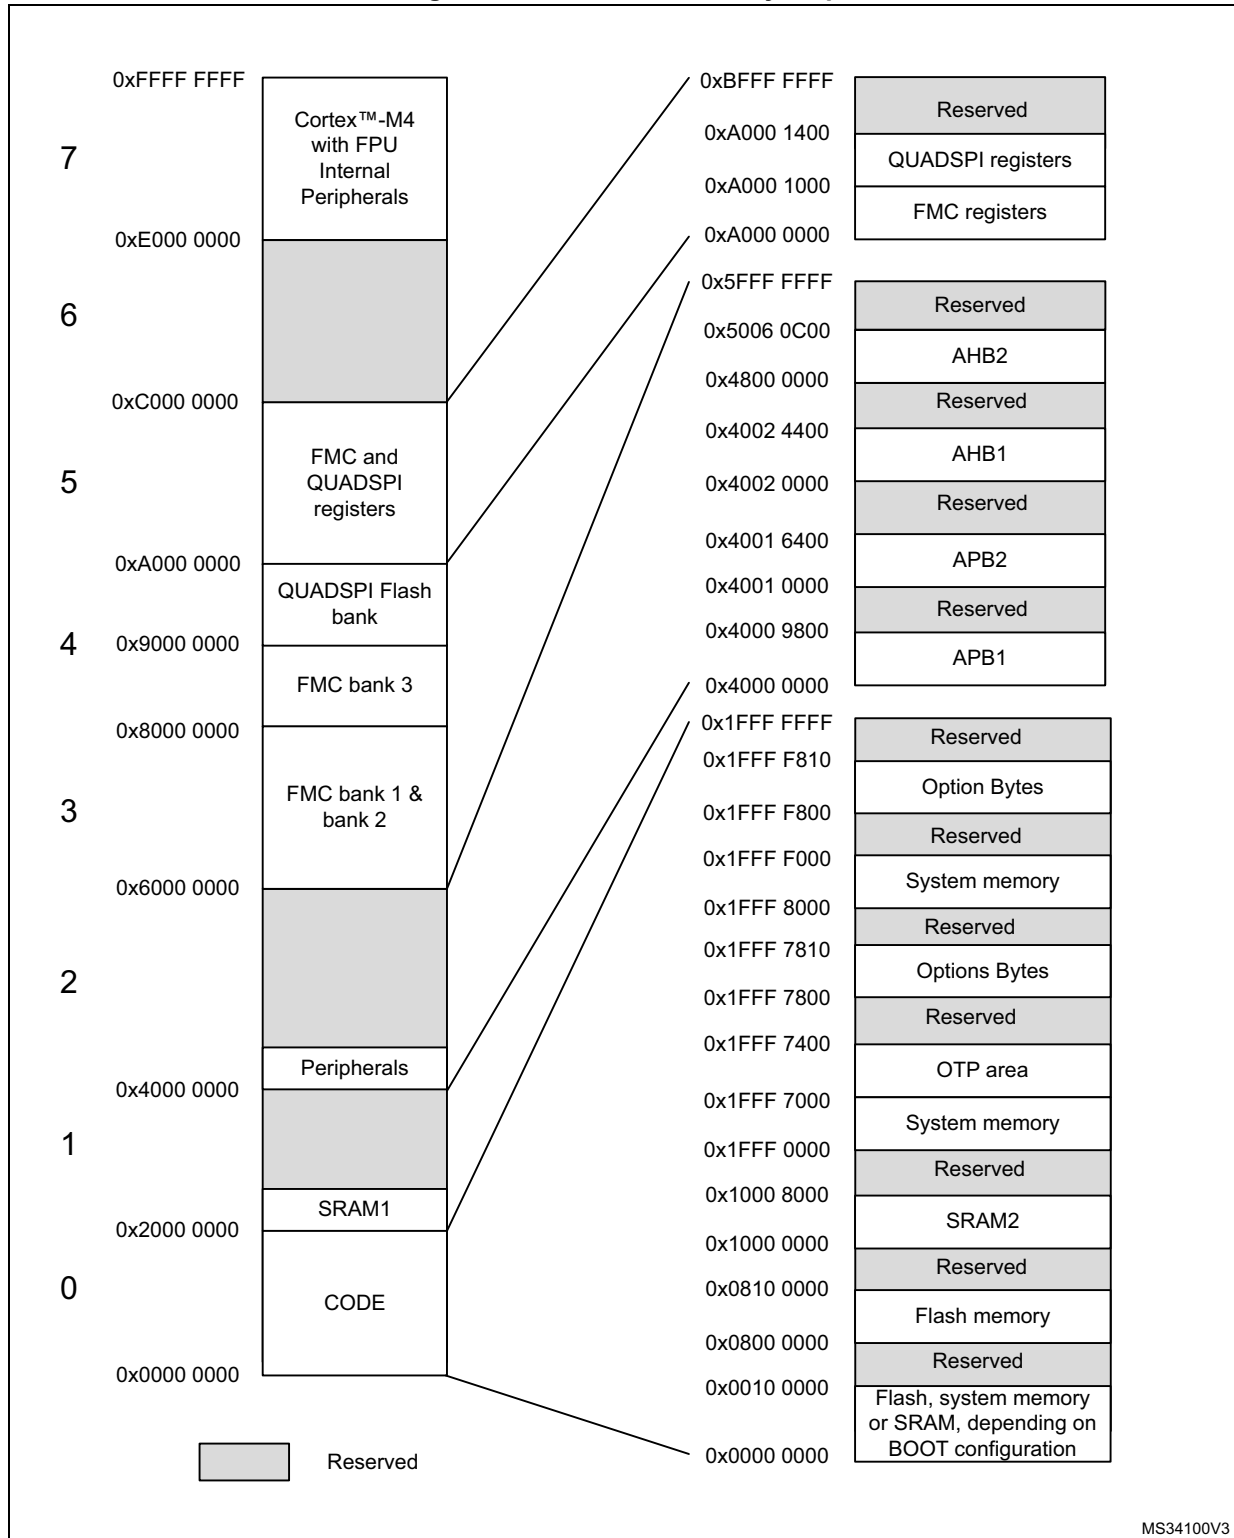 0xFFFF FFFF
7
Cortex™-M4
with FPU
Internal
Peripherals
0xE000 0000
6
0xC000 0000
5
FMC and
QUADSPI
registers
0xA000 0000
QUADSPI Flash
bank
4
0x9000 0000
FMC bank 3
0x8000 0000
3
FMC bank 1 &
bank 2
0x6000 0000
2
Peripherals
0x4000 0000
1
SRAM1
0x2000 0000
0
CODE
0x0000 0000
Reserved
0xBFFF FFFF
Reserved
0xA000 1400
QUADSPI registers
0xA000 1000
FMC registers
0xA000 0000
0x5FFF FFFF
Reserved
0x5006 0C00
AHB2
0x4800 0000
Reserved
0x4002 4400
AHB1
0x4002 0000
Reserved
0x4001 6400
APB2
0x4001 0000
Reserved
0x4000 9800
APB1
0x4000 0000
0x1FFF FFFF
Reserved
0x1FFF F810
Option Bytes
0x1FFF F800
Reserved
0x1FFF F000
System memory
0x1FFF 8000
Reserved
0x1FFF 7810
Options Bytes
0x1FFF 7800
Reserved
0x1FFF 7400
OTP area
0x1FFF 7000
System memory
0x1FFF 0000
Reserved
0x1000 8000
SRAM2
0x1000 0000
Reserved
0x0810 0000
Flash memory
0x0800 0000
Reserved
0x0010 0000
Flash, system memory
or SRAM, depending on
BOOT configuration
0x0000 0000
MS34100V3